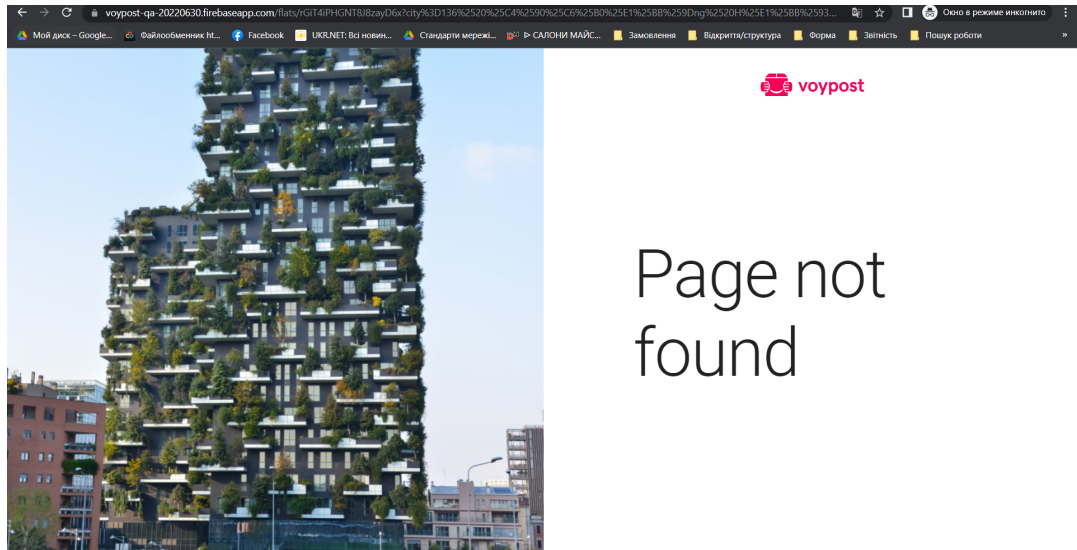 voypost-qa-20220630.firebaseapp.com/flats/rGiT4iPHGNT8J8zayD6x?city%3D136%2520%25C4%2590%25C6%25B0%25E1%25BB%259Dng%2520H%25E1%25BB%2593...
Окно в режиме инкогнито
Мой диск – Google...
Файлообменник ht...
Facebook
UKR.NET: Всі новин...
Стандарти мережі...
ᐈ САЛОНИ МАЙС...
Замовлення
Відкриття/структура
Форма
Звітність
Пошук роботи
»
voypost
Page not
found